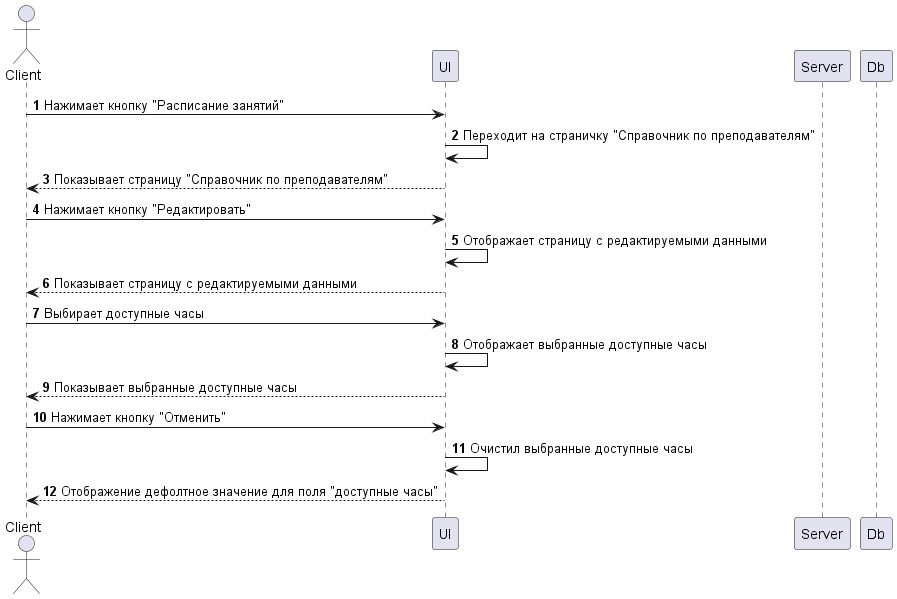 Client
UI
Server
Db
1 Нажимает кнопку "Расписание занятий"
2 Переходит на страничку "Справочник по преподавателям"
3 Показывает страницу "Справочник по преподавателям"
4 Нажимает кнопку "Редактировать"
5 Отображает страницу с редактируемыми данными
6 Показывает страницу с редактируемыми данными
7 Выбирает доступные часы
8 Отображает выбранные доступные часы
9 Показывает выбранные доступные часы
10 Нажимает кнопку "Отменить"
11 Очистил выбранные доступные часы
12 Отображение дефолтное значение для поля "доступные часы"
Client
UI
Server
Db